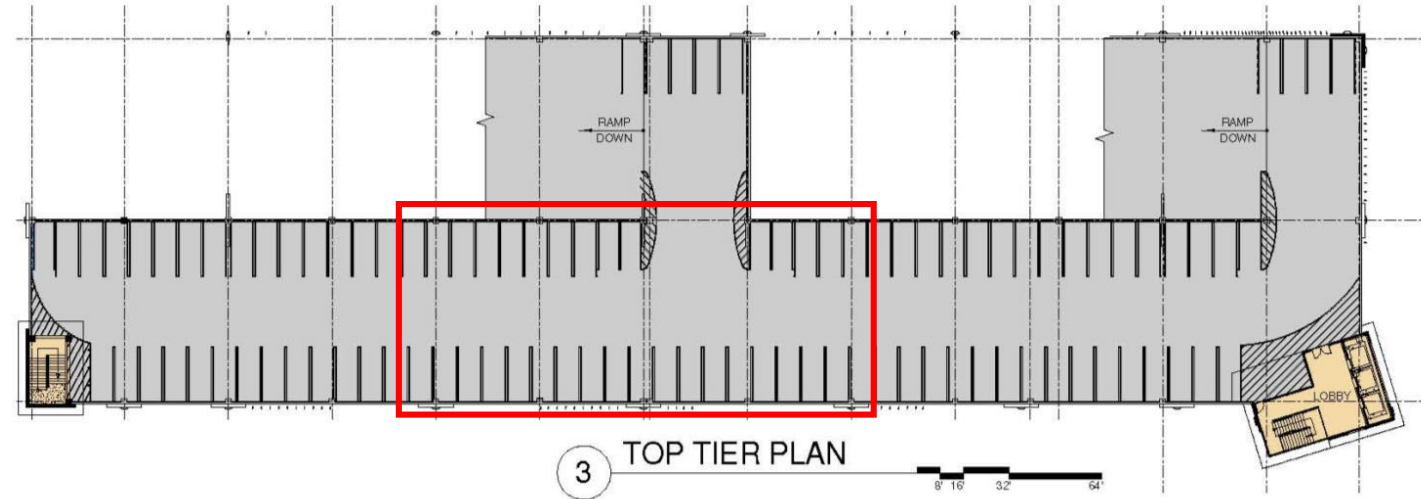 RAMP
DOWN
RAMP
DOWN
LOBBY
3
TOP TIER PLAN
8' 16' 32' 64'